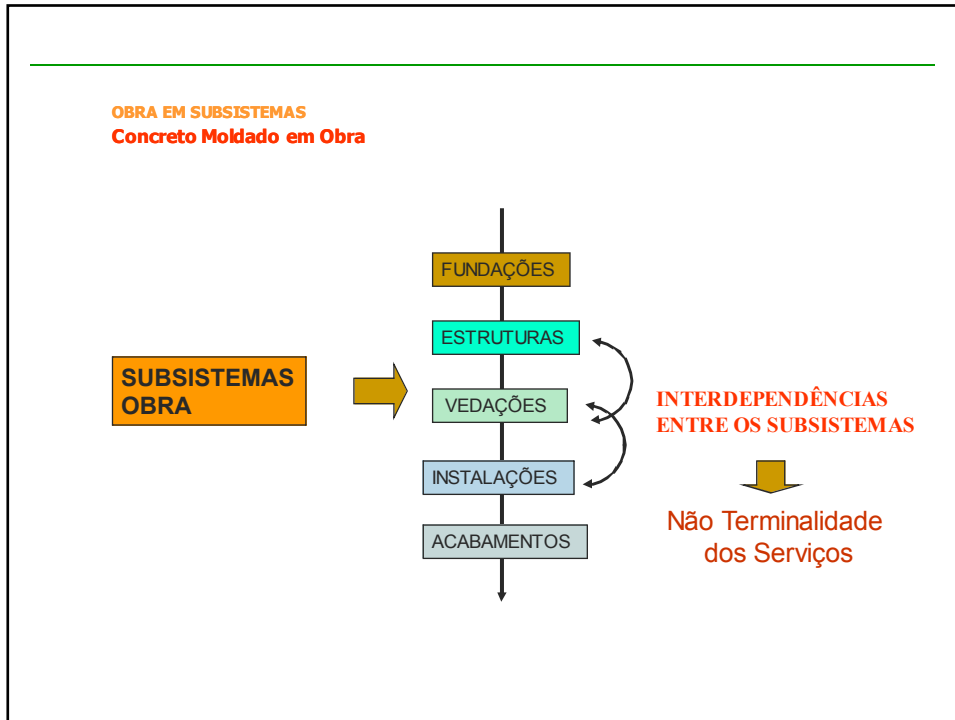 OBRA EM SUBSISTEMAS
Concreto Moldado em Obra
FUNDAÇÕES
ESTRUTURAS
SUBSISTEMAS
OBRA
VEDAÇÕES
INTERDEPENDÊNCIAS
ENTRE OS SUBSISTEMAS
INSTALAÇÕES
ACABAMENTOS
Não Terminalidade
dos Serviços